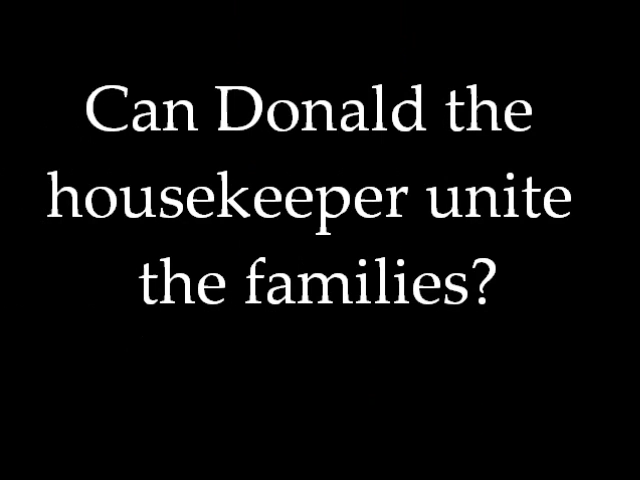 Can Donald the
housekeeper unite
the families?